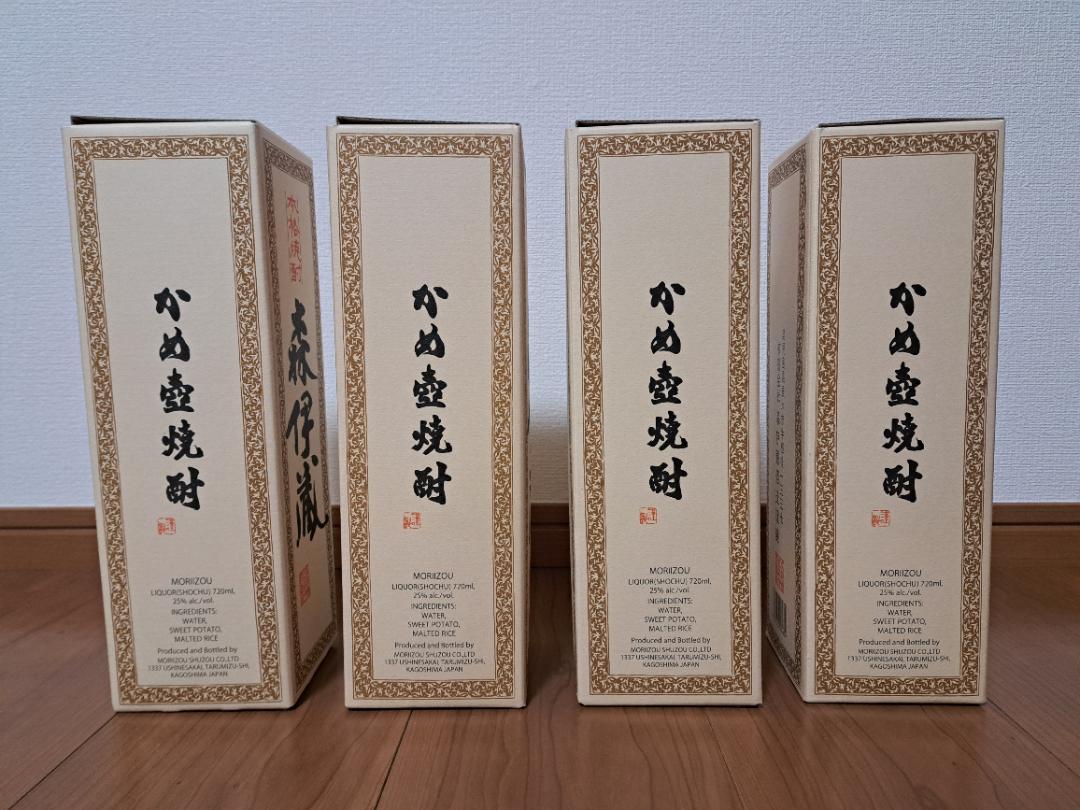 かめ壺焼酎
MORIIZOU
LIQUOR(SHOCHU) 720ml,
25% alc./vol.
INGREDIENTS:
WATER,
SWEET POTATO,
MALTED RICE
Produced and Bottled by
MORIIZOU SHUZOU CO.,LTD
1337 USHINESAKAI, TARUMIZU-SHI,
KAGOSHIMA JAPAN
本格焼酎
森伊蔵
かめ壺焼酎
MORIIZOU
LIQUOR(SHOCHU) 720ml,
25% alc./vol.
INGREDIENTS:
WATER,
SWEET POTATO,
MALTED RICE
Produced and Bottled by
MORIIZOU SHUZOU CO.,LTD
1337 USHINESAKAI, TARUMIZU-SHI,
KAGOSHIMA JAPAN
かめ壺焼酎
MORIIZOU
LIQUOR(SHOCHU) 720ml,
25% alc./vol.
INGREDIENTS:
WATER,
SWEET POTATO,
MALTED RICE
Produced and Bottled by
MORIIZOU SHUZOU CO.,LTD
1337 USHINESAKAI, TARUMIZU-SHI,
KAGOSHIMA JAPAN
かめ壺焼酎
MORIIZOU
LIQUOR(SHOCHU) 720ml,
25% alc./vol.
INGREDIENTS:
WATER,
SWEET POTATO,
MALTED RICE
Produced and Bottled by
MORIIZOU SHUZOU CO.,LTD
1337 USHINESAKAI, TARUMIZU-SHI,
KAGOSHIMA JAPAN